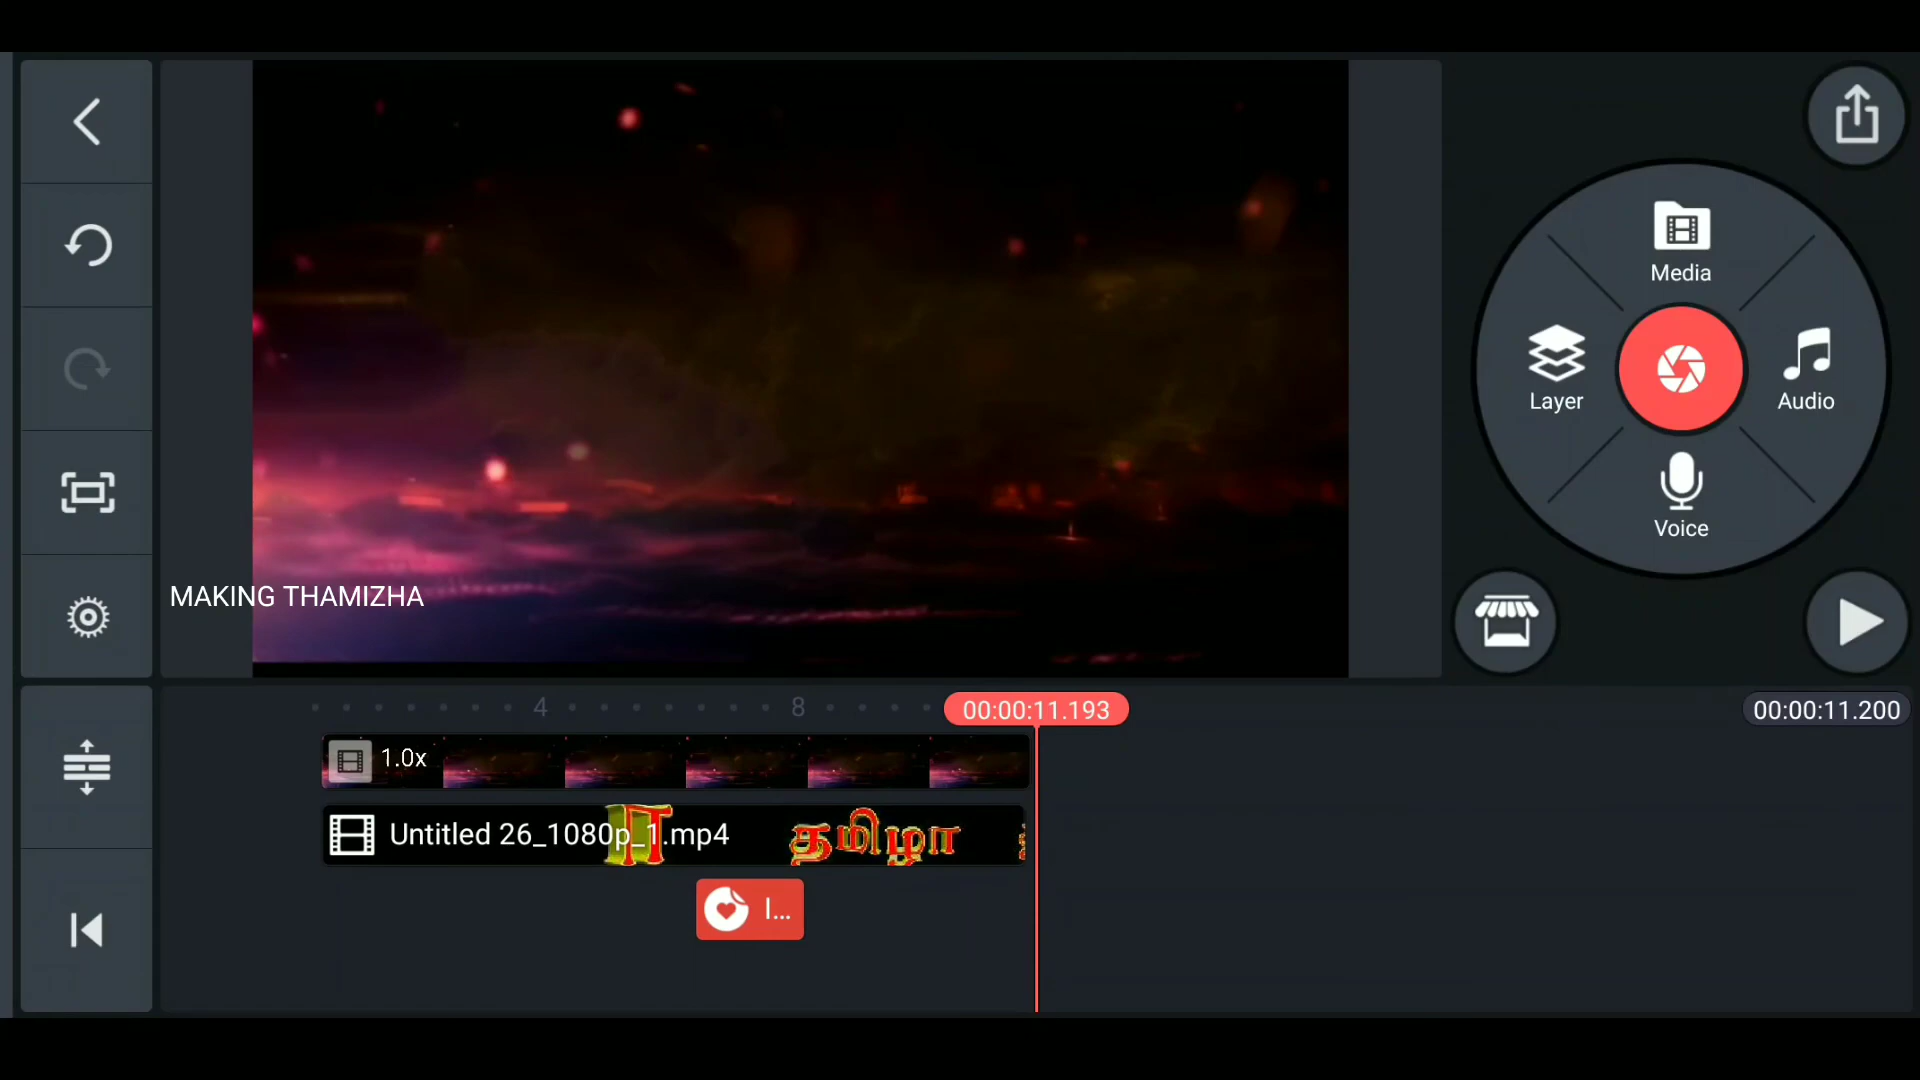 Media
Layer
Audio
Voice
MAKING THAMIZHA
4
8
00:00:11.193
00:00:11.200
1.0x
Untitled 26_1080p_1.mp4
தமிழா
I...